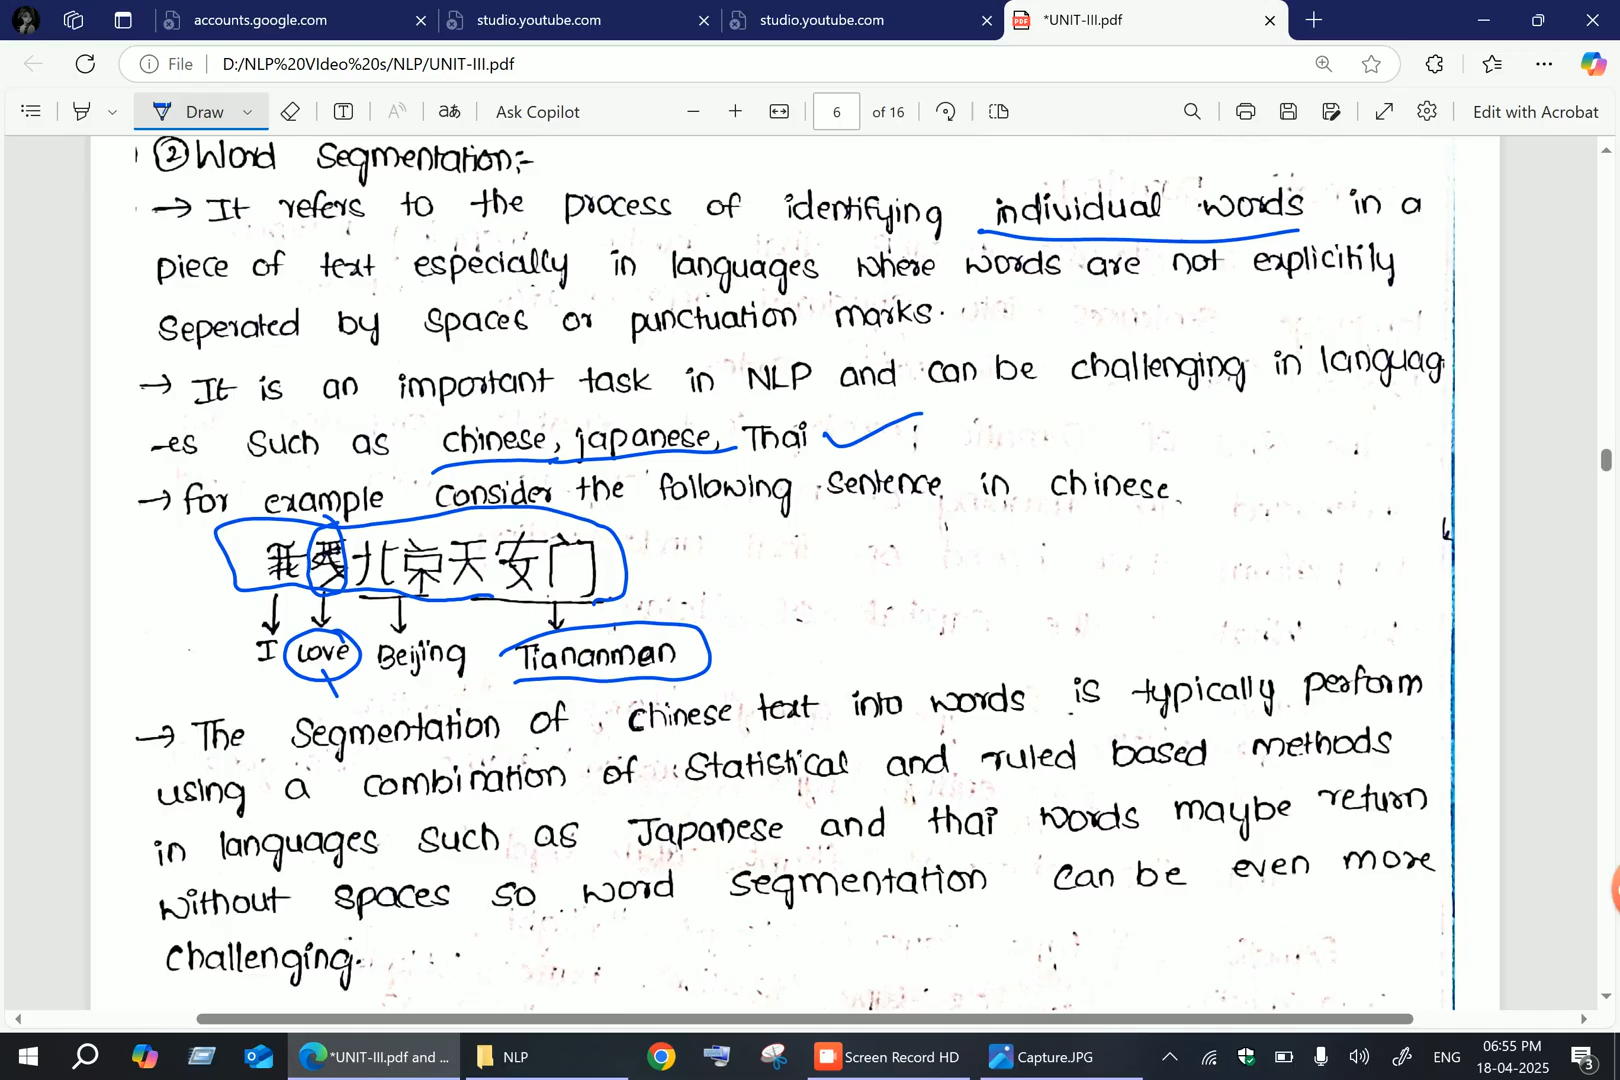 accounts.google.com
studio.youtube.com
studio.youtube.com
*UNIT-III.pdf
File
D:/NLP%20VIdeo%20s/NLP/UNIT-III.pdf
Draw
aあ
Ask Copilot
6
of 16
Edit with Acrobat
② Word Segmentation:-
→ It refers to the process of identifying individual words in a
piece of text especially in languages where words are not explicitily
seperated by spaces or punctuation marks.
→ It is an important task in NLP and can be challenging in languag
-es such as chinese, japanese, Thai
→ for example consider the following sentence in chinese.
我爱北京天安门
I Love Beijing Tiananmen
→ The segmentation of chinese text into words is typically perform
using a combination of statistical and ruled based methods
in languages such as Japanese and thai words maybe return
without spaces so word segmentation can be even more
challenging.
*UNIT-III.pdf and ...
NLP
Screen Record HD
Capture.JPG
ENG
06:55 PM
18-04-2025
3